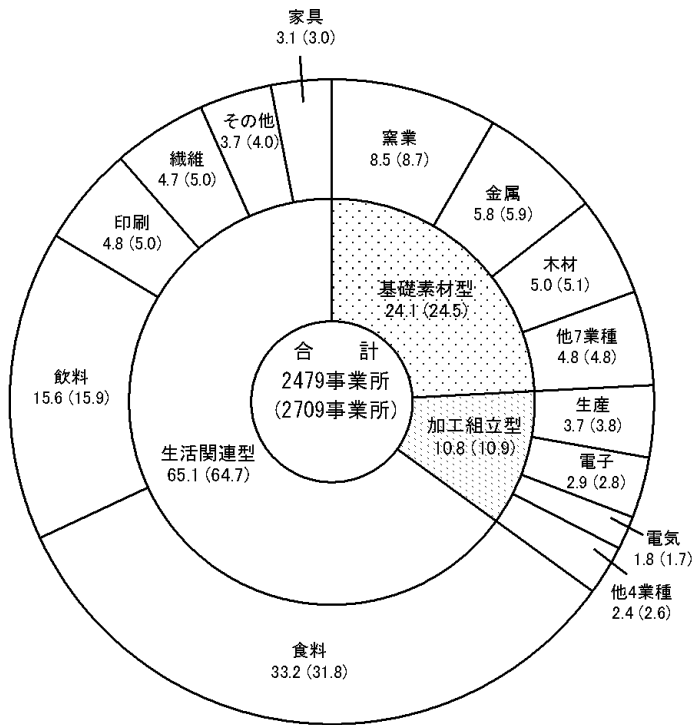 家具
3.1 (3.0)
その他
3.7 (4.0)
繊維
4.7 (5.0)
印刷
4.8 (5.0)
飲料
15.6 (15.9)
窯業
8.5 (8.7)
金属
5.8 (5.9)
木材
5.0 (5.1)
他7業種
4.8 (4.8)
生産
3.7 (3.8)
電子
2.9 (2.8)
電気
1.8 (1.7)
他4業種
2.4 (2.6)
食料
33.2 (31.8)
基礎素材型
24.1 (24.5)
加工組立型
10.8 (10.9)
生活関連型
65.1 (64.7)
合 計
2479事業所
(2709事業所)